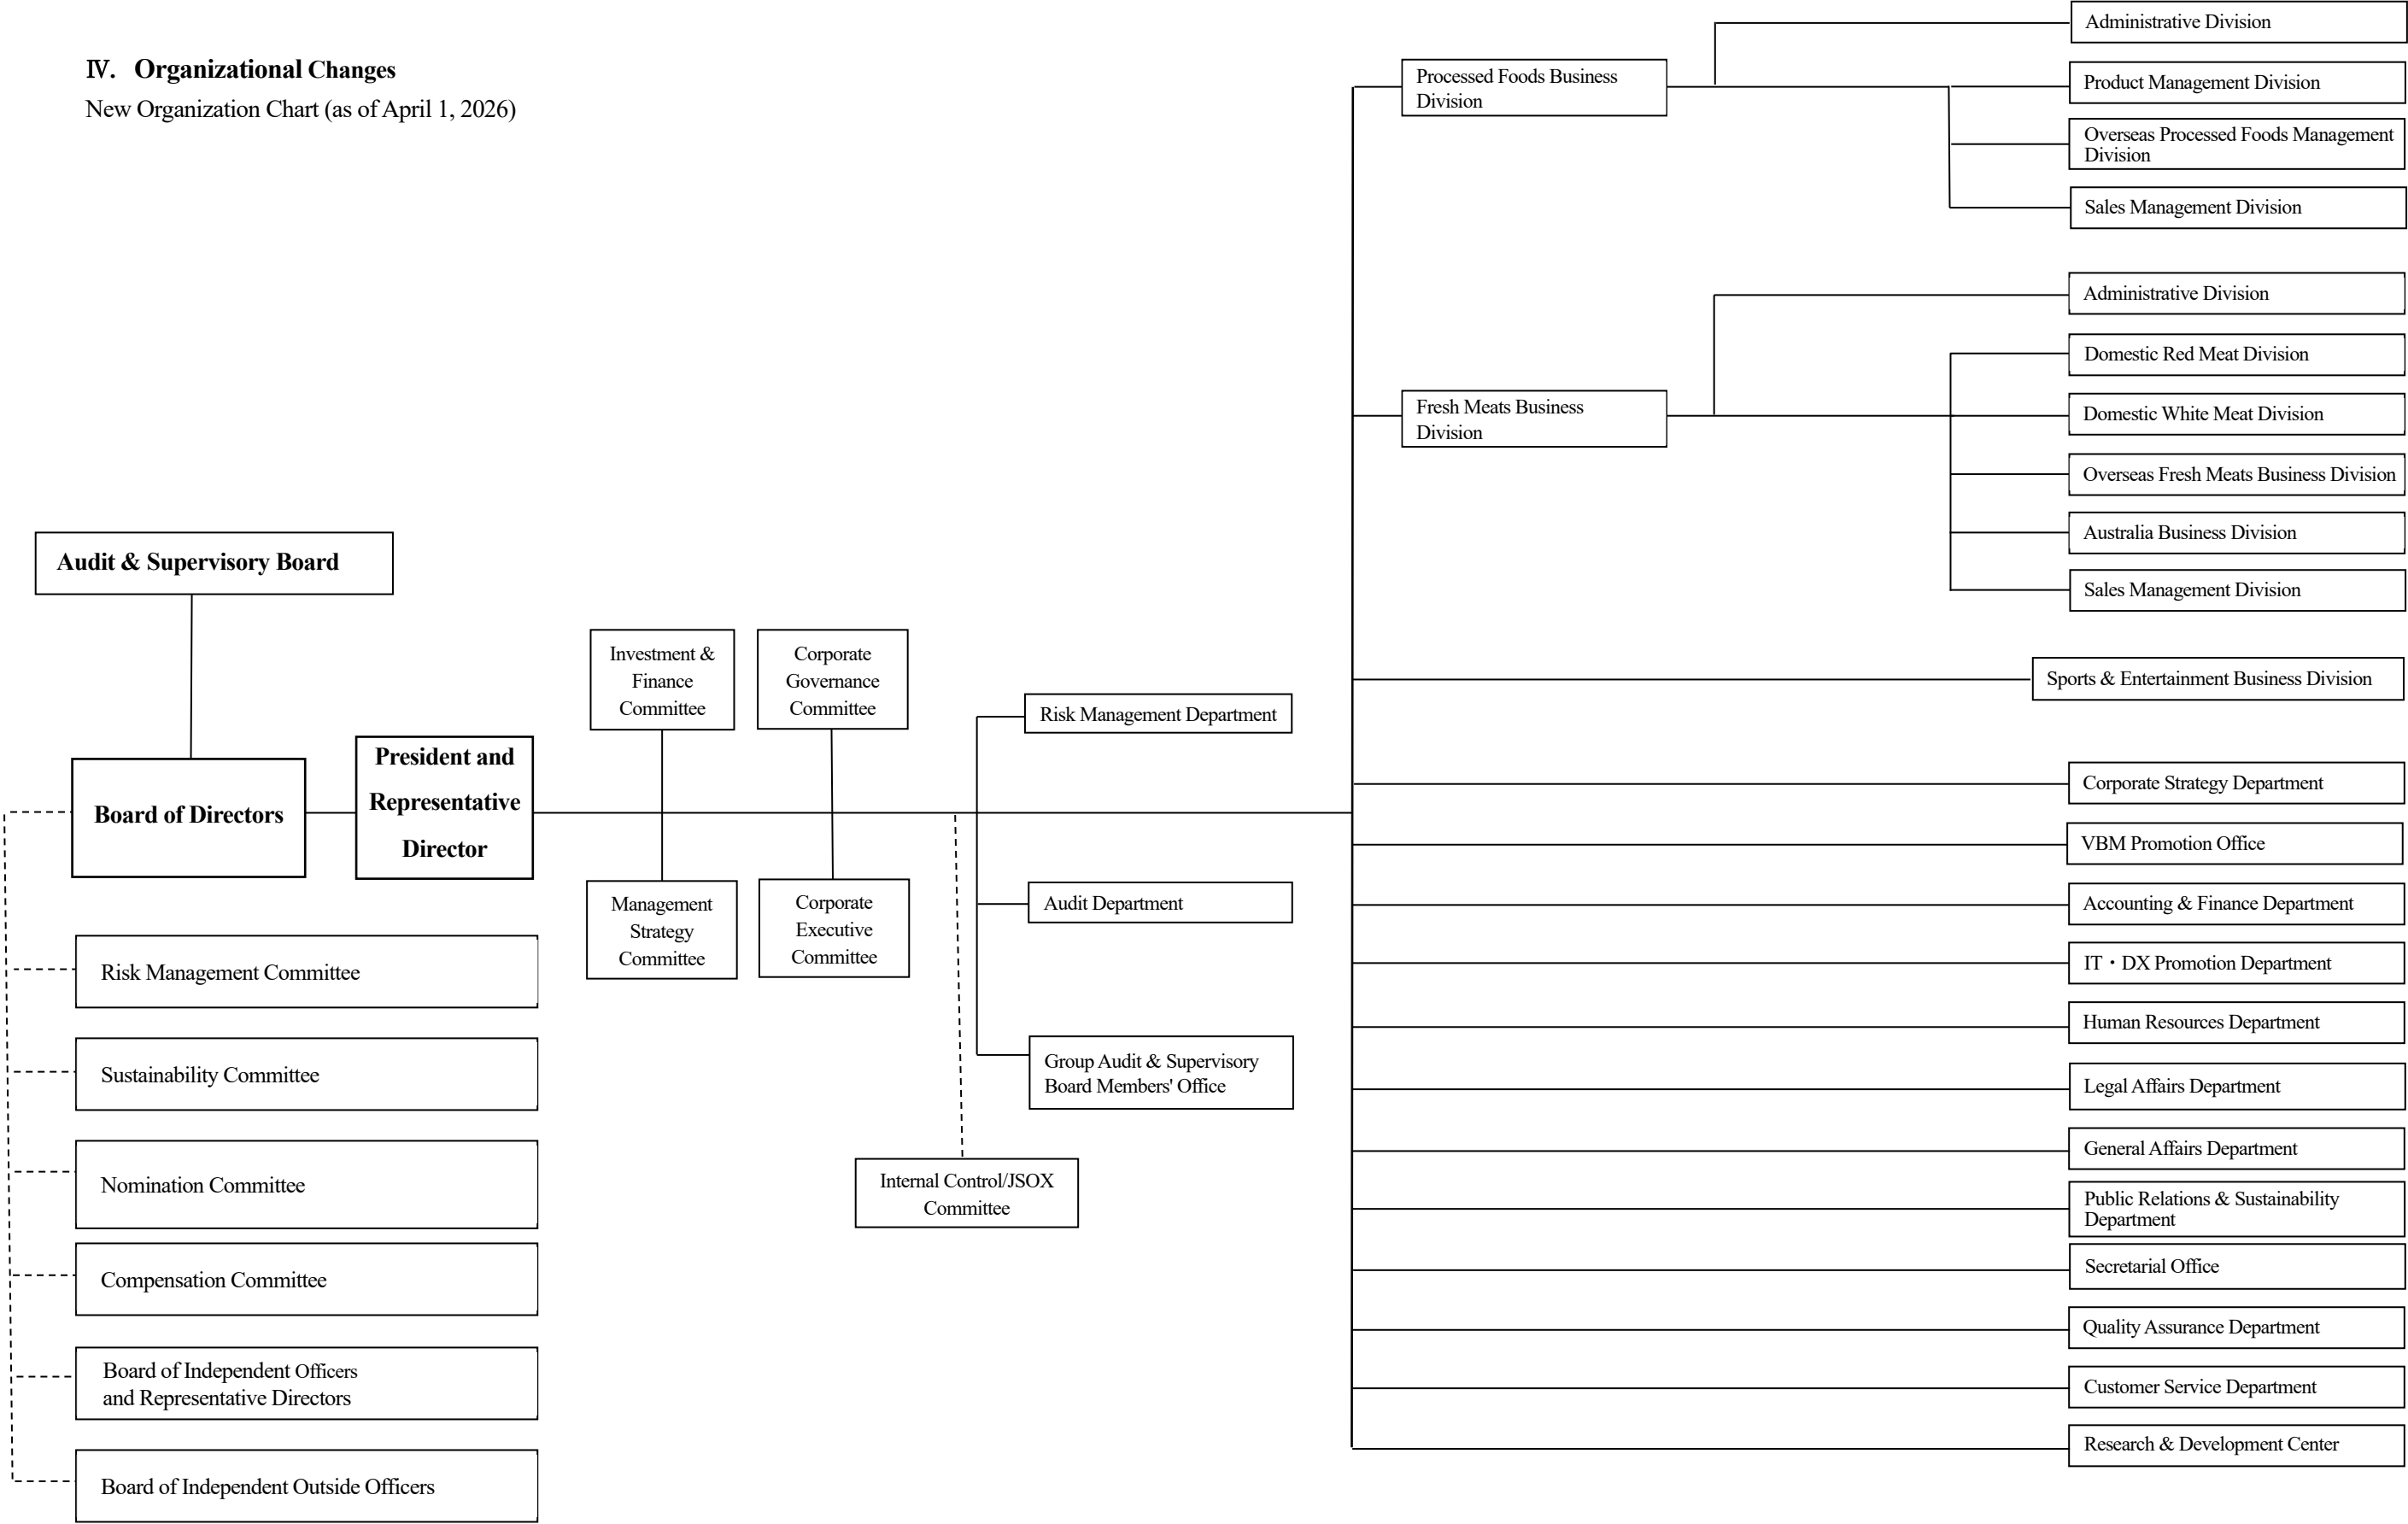 Ⅳ. Organizational Changes
New Organization Chart (as of April 1, 2026)
Audit & Supervisory Board
Board of Directors
President and
Representative
Director
Risk Management Committee
Sustainability Committee
Nomination Committee
Compensation Committee
Board of Independent Officers
and Representative Directors
Board of Independent Outside Officers
Investment &
Finance
Committee
Corporate
Governance
Committee
Management
Strategy
Committee
Corporate
Executive
Committee
Risk Management Department
Audit Department
Group Audit & Supervisory
Board Members' Office
Internal Control/JSOX
Committee
Processed Foods Business
Division
Administrative Division
Product Management Division
Overseas Processed Foods Management
Division
Sales Management Division
Fresh Meats Business
Division
Administrative Division
Domestic Red Meat Division
Domestic White Meat Division
Overseas Fresh Meats Business Division
Australia Business Division
Sales Management Division
Sports & Entertainment Business Division
Corporate Strategy Department
VBM Promotion Office
Accounting & Finance Department
IT・DX Promotion Department
Human Resources Department
Legal Affairs Department
General Affairs Department
Public Relations & Sustainability
Department
Secretarial Office
Quality Assurance Department
Customer Service Department
Research & Development Center